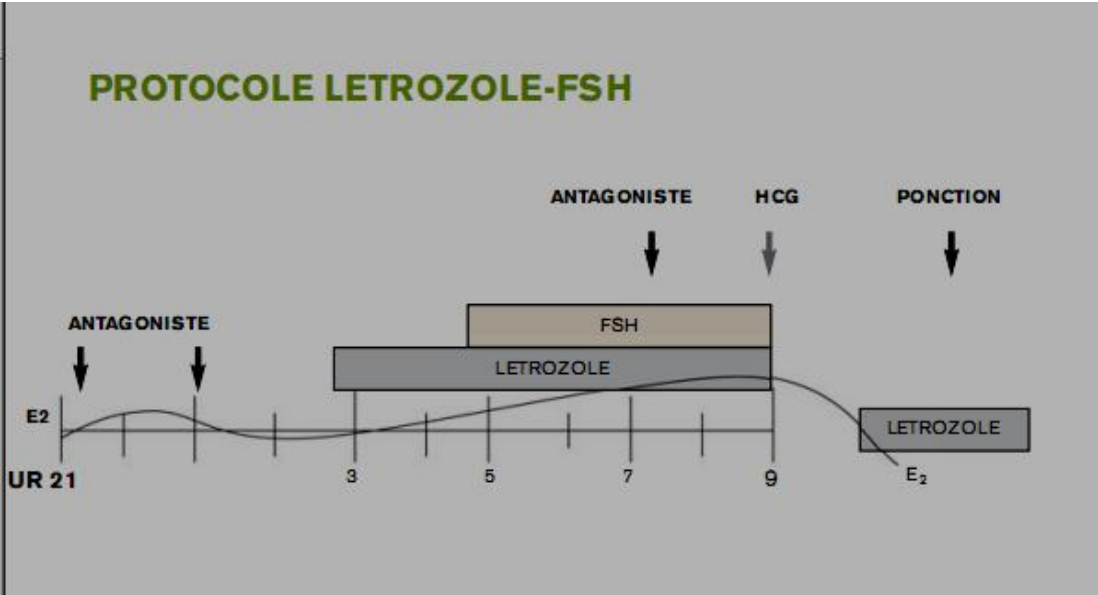 PROTOCOLE LETROZOLE-FSH
ANTAGONISTE HCG PONCTION
ANTAGONISTE
FSH
LETROZOLE
E2
LETROZOLE
UR 21 3 5 7 9 E₂